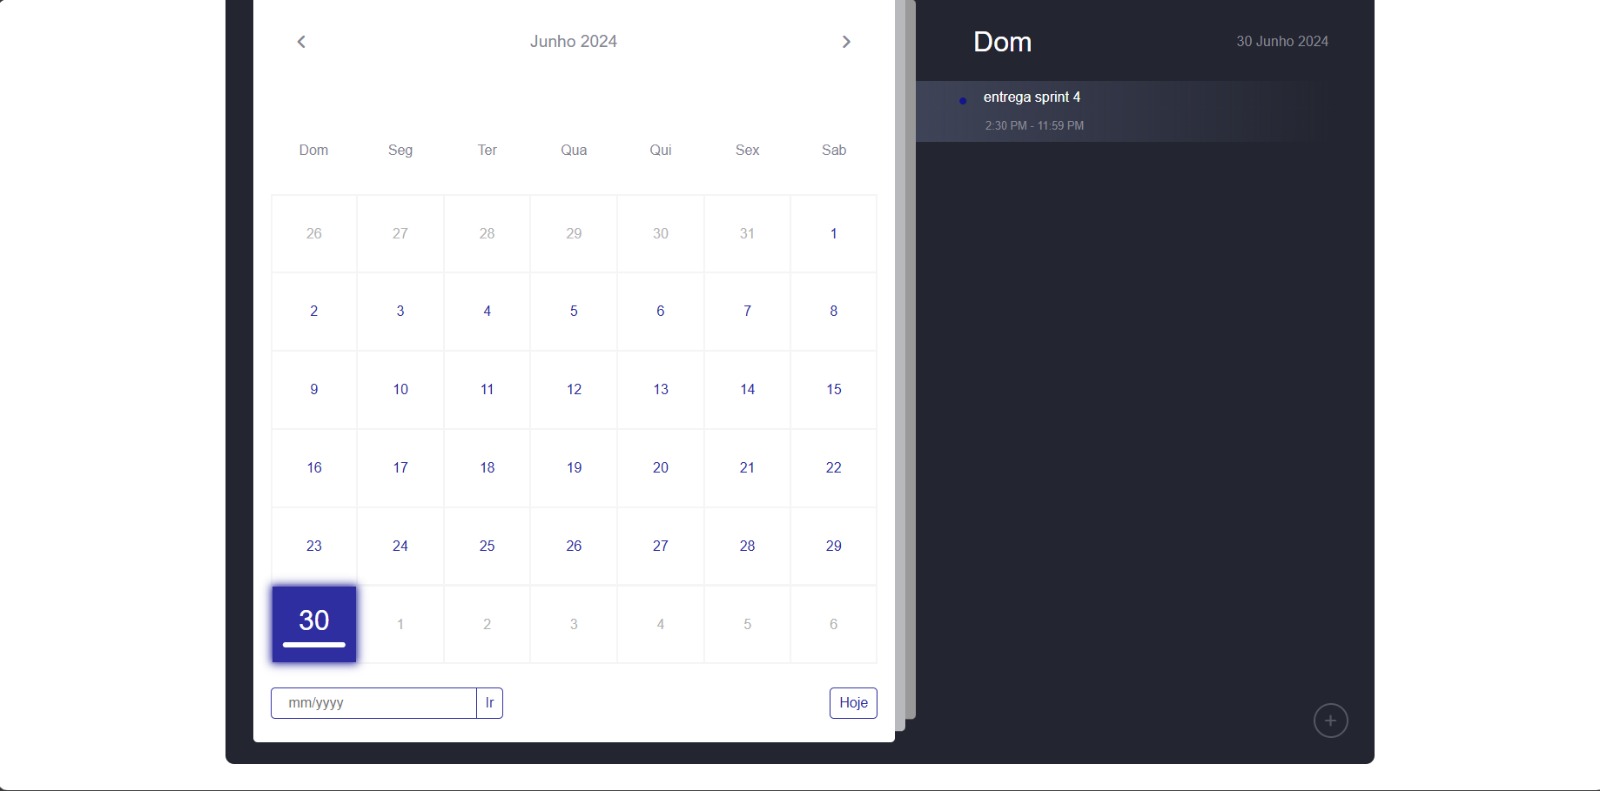 Junho 2024
Dom Seg Ter Qua Qui Sex Sab
26 27 28 29 30 31 1
2 3 4 5 6 7 8
9 10 11 12 13 14 15
16 17 18 19 20 21 22
23 24 25 26 27 28 29
30 1 2 3 4 5 6
mm/yyyy Ir Hoje
Dom 30 Junho 2024
entrega sprint 4
2:30 PM - 11:59 PM
+